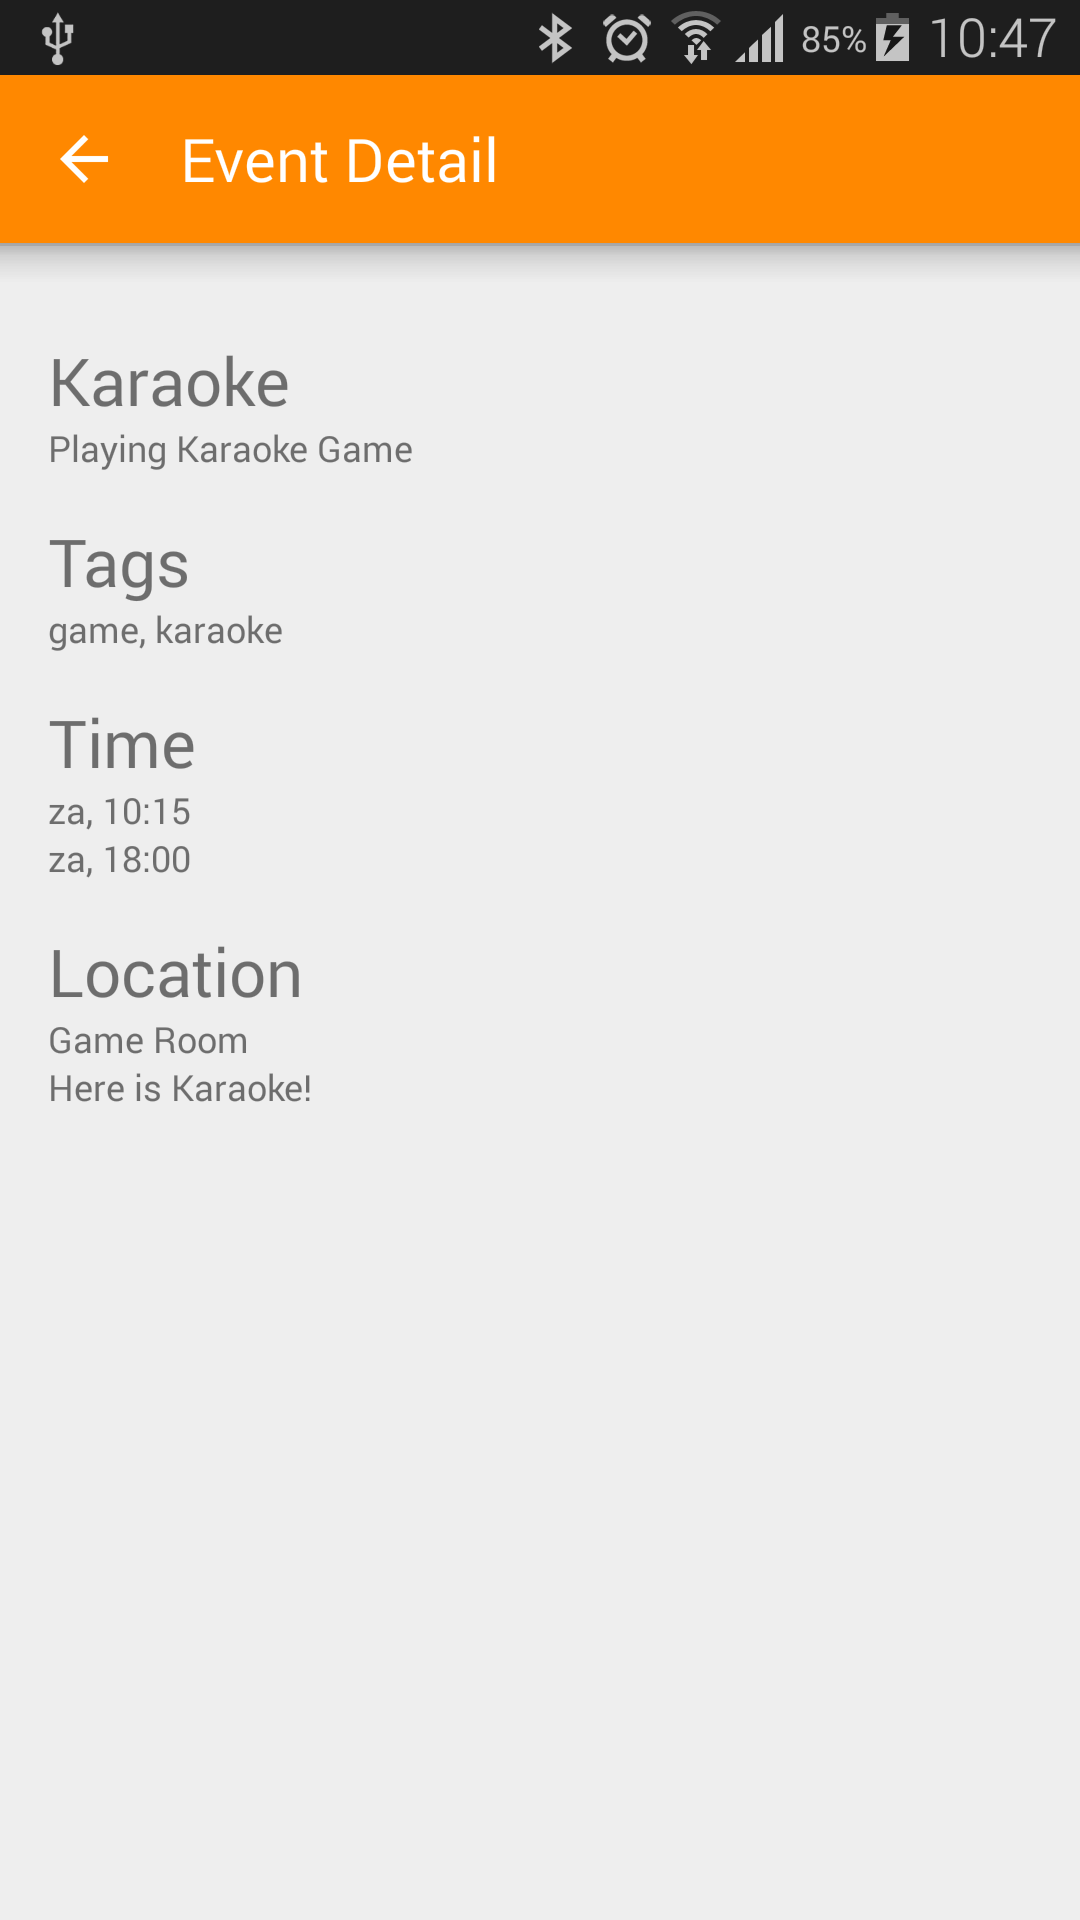 85% 10:47
Event Detail
Karaoke
Playing Karaoke Game
Tags
game, karaoke
Time
za, 10:15
za, 18:00
Location
Game Room
Here is Karaoke!